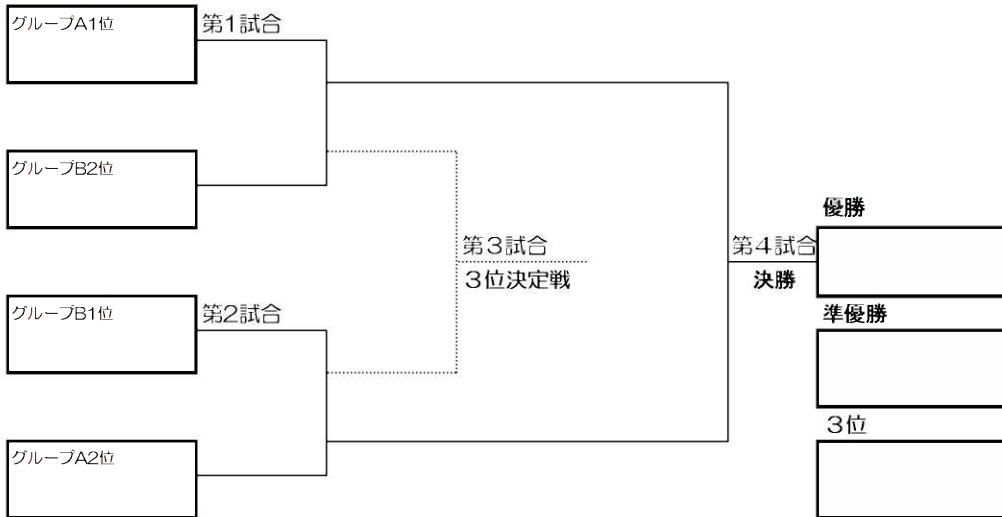 グループA1位
第1試合
グループB2位
優勝
第3試合
第4試合
3位決定戦
決勝
グループB1位
第2試合
準優勝
3位
グループA2位